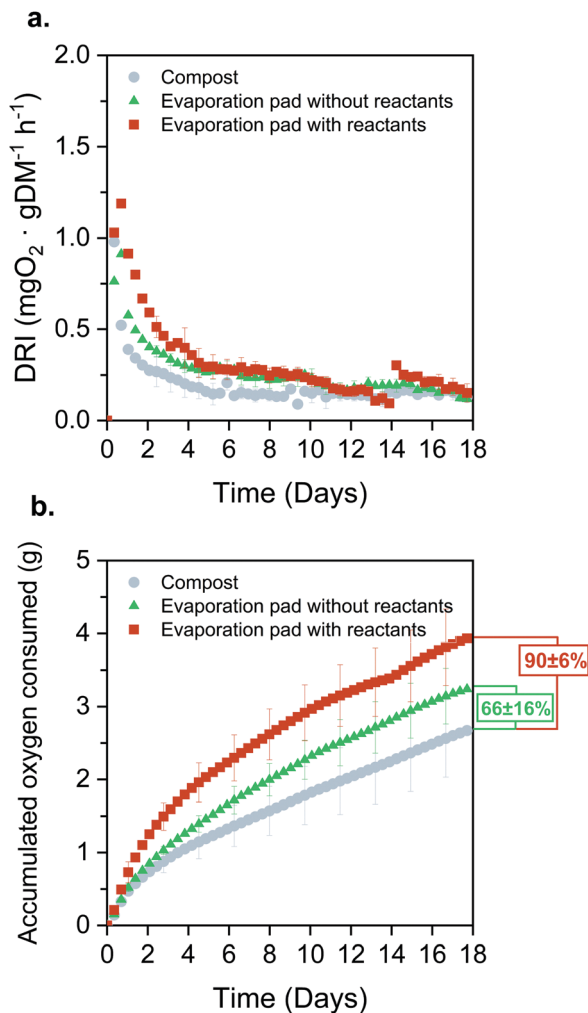 a.
2.0
1.5
1.0
0.5
0.0
DRI (mgO₂ · gDM⁻¹ h⁻¹)
Compost
Evaporation pad without reactants
Evaporation pad with reactants
0 2 4 6 8 10 12 14 16 18
Time (Days)
b.
5
4
3
2
1
0
Accumulated oxygen consumed (g)
Compost
Evaporation pad without reactants
Evaporation pad with reactants
90±6%
66±16%
0 2 4 6 8 10 12 14 16 18
Time (Days)